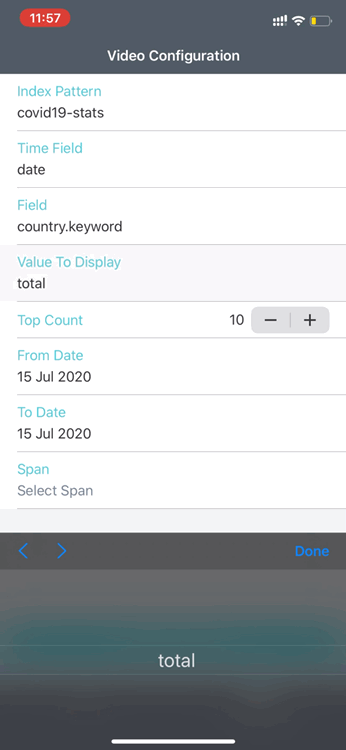 11:57
Video Configuration
Index Pattern
covid19-stats
Time Field
date
Field
country.keyword
Value To Display
total
Top Count 10 − +
From Date
15 Jul 2020
To Date
15 Jul 2020
Span
Select Span
Done
total